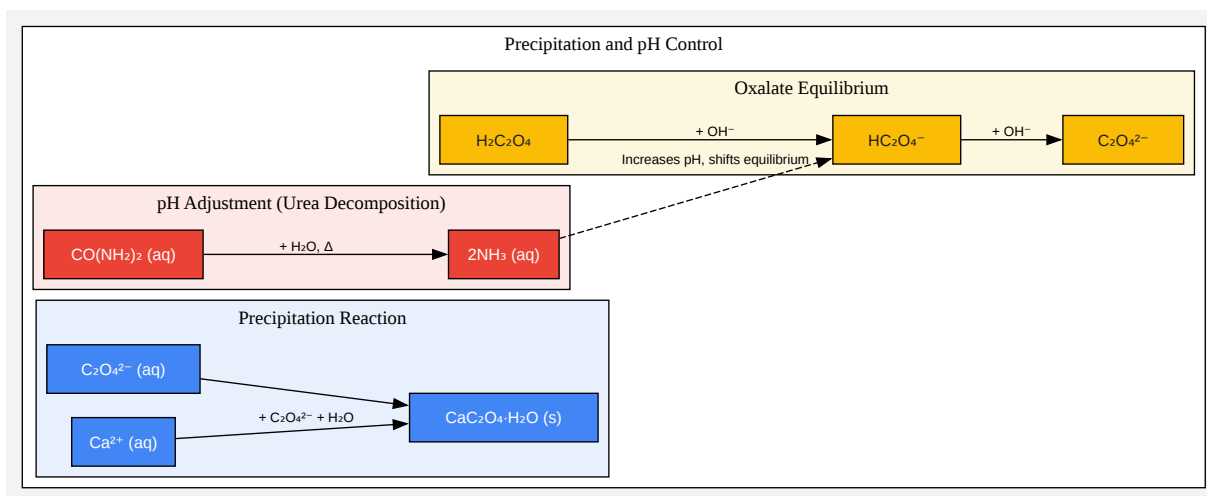 Precipitation and pH Control
Oxalate Equilibrium
H₂C₂O₄
+ OH⁻
HC₂O₄⁻
+ OH⁻
C₂O₄²⁻
Increases pH, shifts equilibrium
pH Adjustment (Urea Decomposition)
CO(NH₂)₂ (aq)
+ H₂O, Δ
2NH₃ (aq)
Precipitation Reaction
C₂O₄²⁻ (aq)
+ C₂O₄²⁻ + H₂O
CaC₂O₄·H₂O (s)
Ca²⁺ (aq)